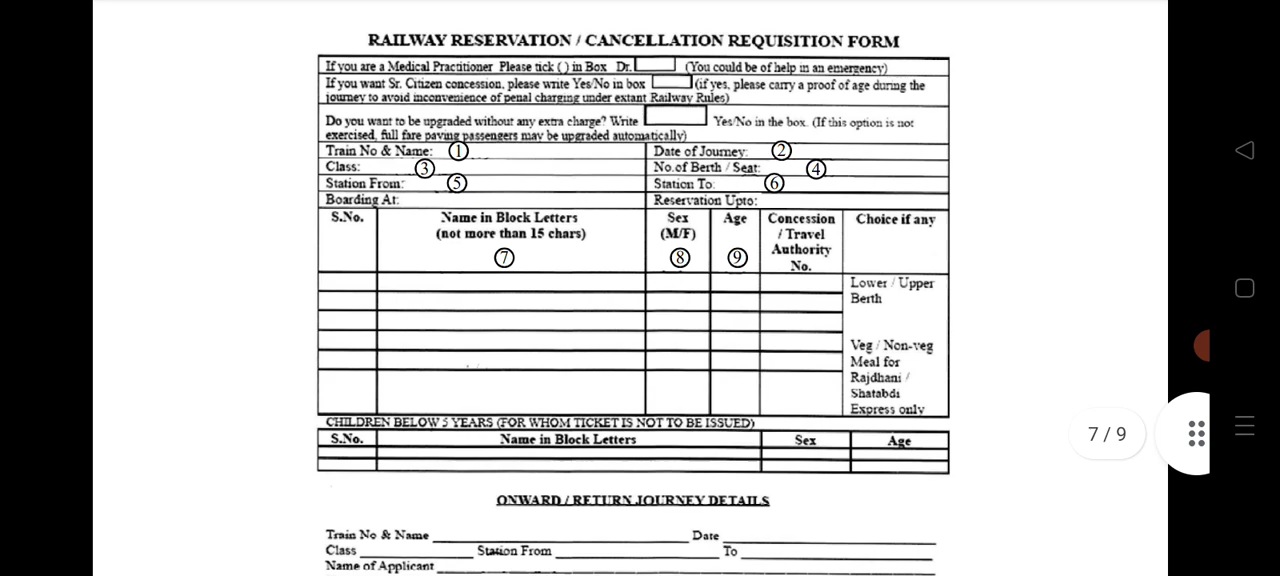 RAILWAY RESERVATION / CANCELLATION REQUISITION FORM
If you are a Medical Practitioner Please tick ( ) in Box Dr. (You could be of help in an emergency)
If you want Sr. Citizen concession, please write Yes/No in box (if yes, please carry a proof of age during the
journey to avoid inconvenience of penal charging under extant Railway Rules)
Do you want to be upgraded without any extra charge? Write Yes/No in the box. (If this option is not
exercised, full fare paying passengers may be upgraded automatically)
Train No & Name: 1 Date of Journey: 2
Class: 3 No.of Berth / Seat: 4
Station From: 5 Station To: 6
Boarding At: Reservation Upto:
S.No. Name in Block Letters (not more than 15 chars) 7 Sex (M/F) 8 Age 9 Concession / Travel Authority No. Choice if any
Lower / Upper
Berth
Veg / Non-veg
Meal for
Rajdhani /
Shatabdi
Express only
CHILDREN BELOW 5 YEARS (FOR WHOM TICKET IS NOT TO BE ISSUED)
S.No. Name in Block Letters Sex Age
ONWARD / RETURN JOURNEY DETAILS
Train No & Name Date
Class Station From To
Name of Applicant
7 / 9